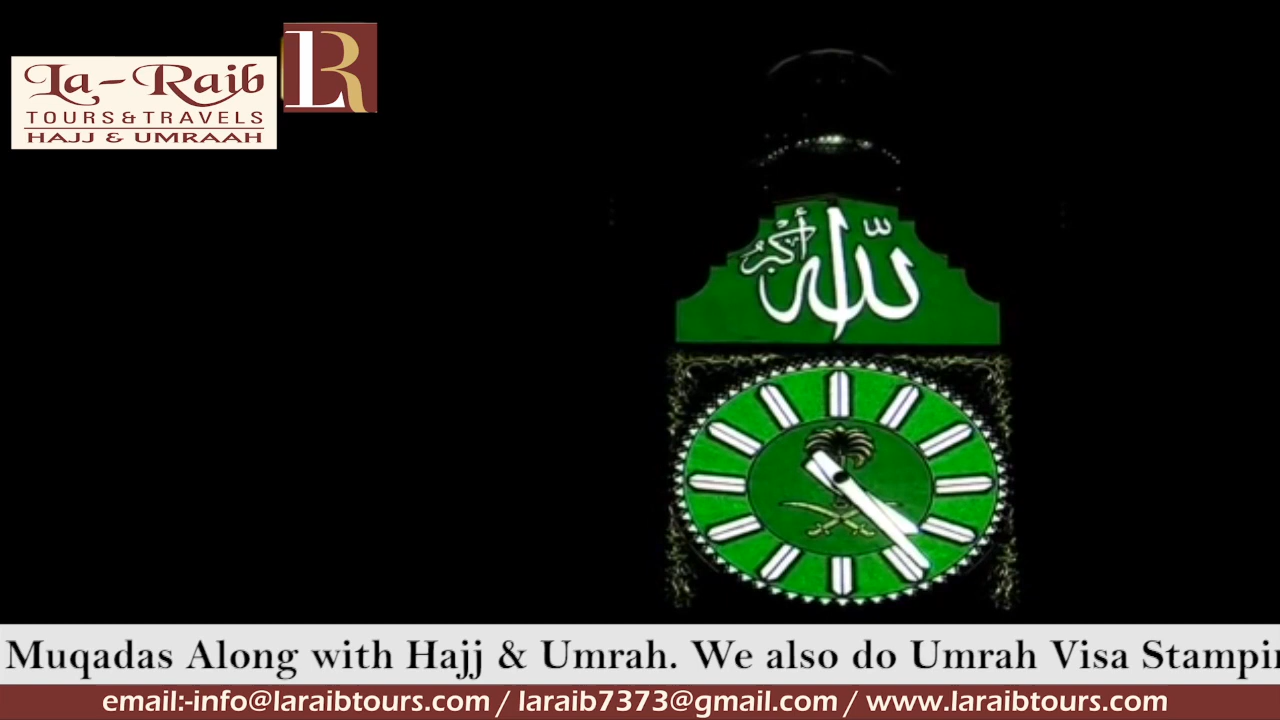 La-Raib
TOURS & TRAVELS
HAJJ & UMRAAH
LR
الله أكبر
Muqadas Along with Hajj & Umrah. We also do Umrah Visa Stampin
email:-info@laraibtours.com / laraib7373@gmail.com / www.laraibtours.com